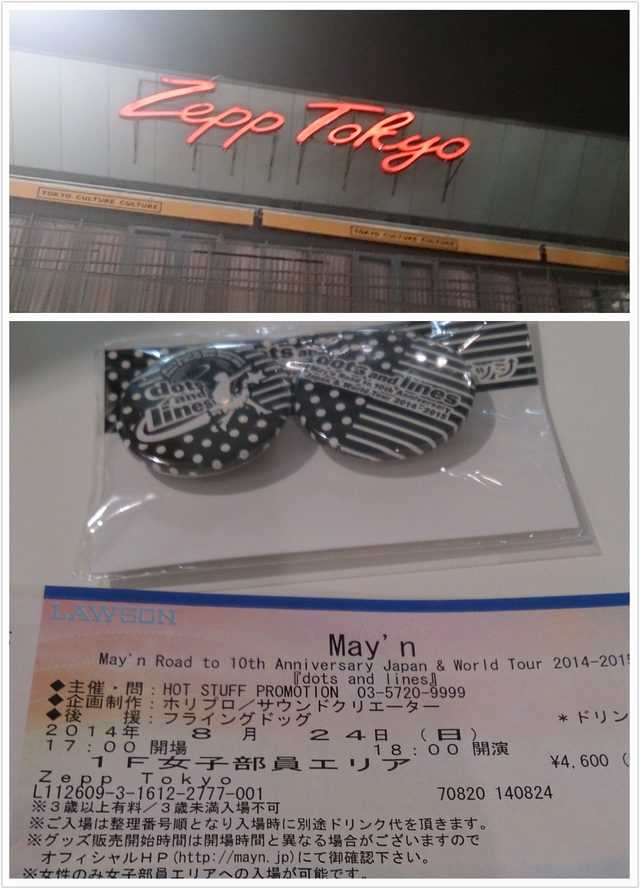 Zepp Tokyo
TOKYO CULTURE CULTURE
TOKYO CULTURE CULTURE
dots
and
lines
dots and lines
May'n Road to 10th Anniversary
Japan & World Tour 2014-2015
LAWSON
May'n
May'n Road to 10th Anniversary Japan & World Tour 2014-2015
『dots and lines』
◆主催・問:HOT STUFF PROMOTION 03-5720-9999
◆企画制作:ホリプロ/サウンドクリエーター
◆後 援:フライングドッグ
*ドリン
2014年 8月 24日(日)
17:00 開場 18:00 開演
1F女子部員エリア ¥4,600(
Zepp Tokyo
L112609-3-1612-2777-001 70820 140824
※3歳以上有料/3歳未満入場不可
※ご入場は整理番号順となり入場時に別途ドリンク代を頂きます。
※グッズ販売開始時間は開場時間と異なる場合がございますので
オフィシャルHP(http://mayn.jp)にて御確認下さい。
※女性のみ女子部員エリアへの入場が可能です。